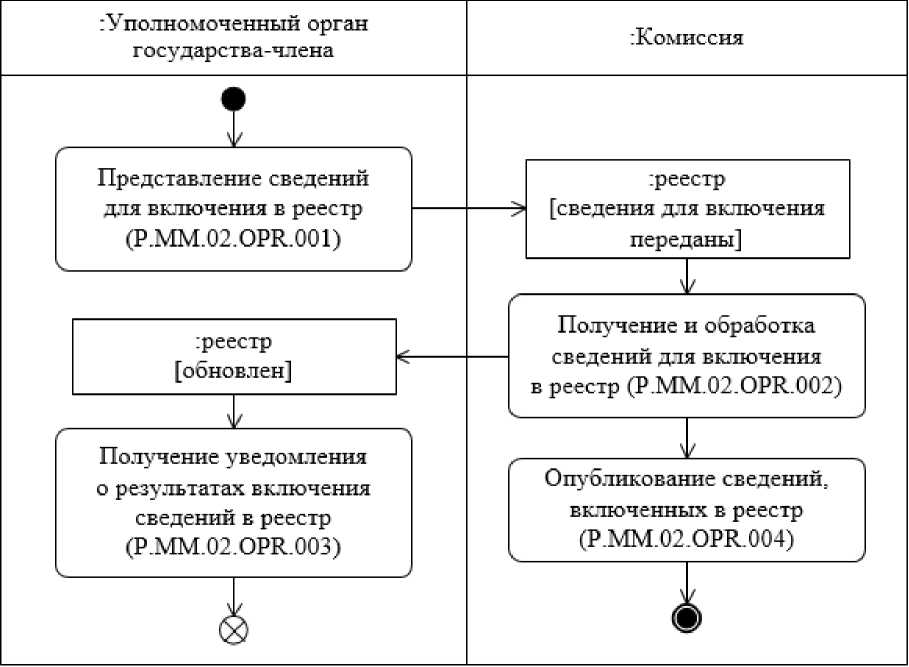 :Уполномоченный орган
государства-члена
:Комиссия
Представление сведений
для включения в реестр
(P.MM.02.OPR.001)
:реестр
[сведения для включения
переданы]
Получение и обработка
сведений для включения
в реестр (P.MM.02.OPR.002)
:реестр
[обновлен]
Получение уведомления
о результатах включения
сведений в реестр
(P.MM.02.OPR.003)
Опубликование сведений,
включенных в реестр
(P.MM.02.OPR.004)